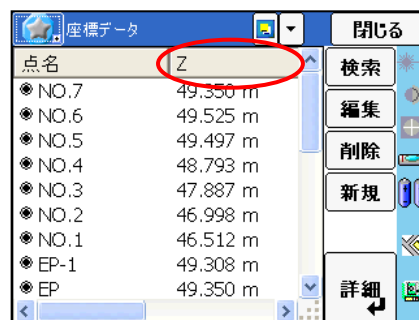 座標データ
閉じる
点名 Z
検索
NO.7 49.350 m
NO.6 49.525 m
編集
NO.5 49.497 m
削除
NO.4 48.793 m
NO.3 47.887 m
新規
NO.2 46.998 m
NO.1 46.512 m
EP-1 49.308 m
EP 49.350 m
詳細